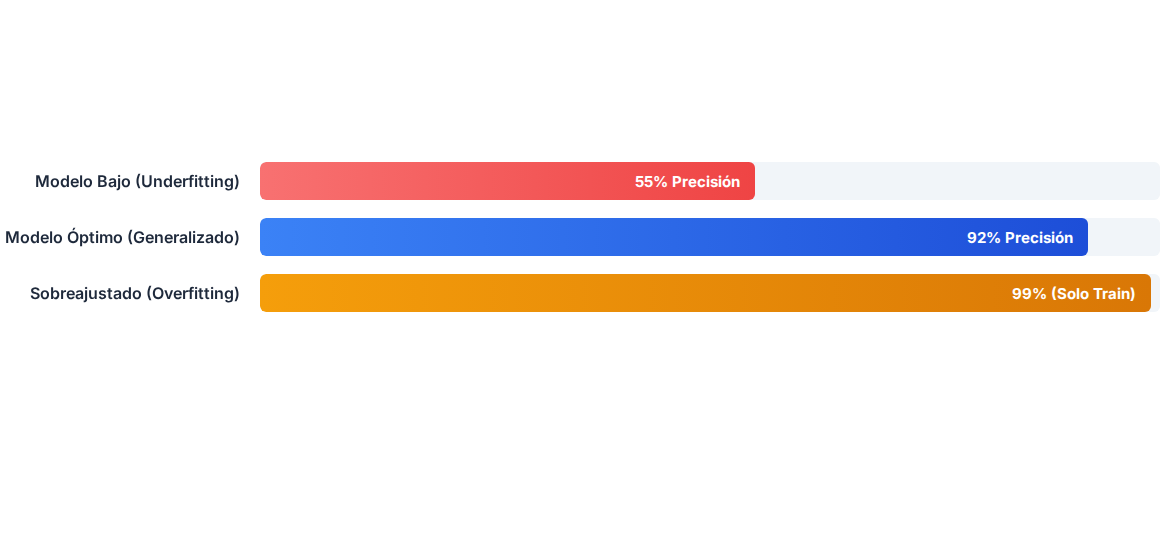 Modelo Bajo (Underfitting)
55% Precisión
Modelo Óptimo (Generalizado)
92% Precisión
Sobreajustado (Overfitting)
99% (Solo Train)